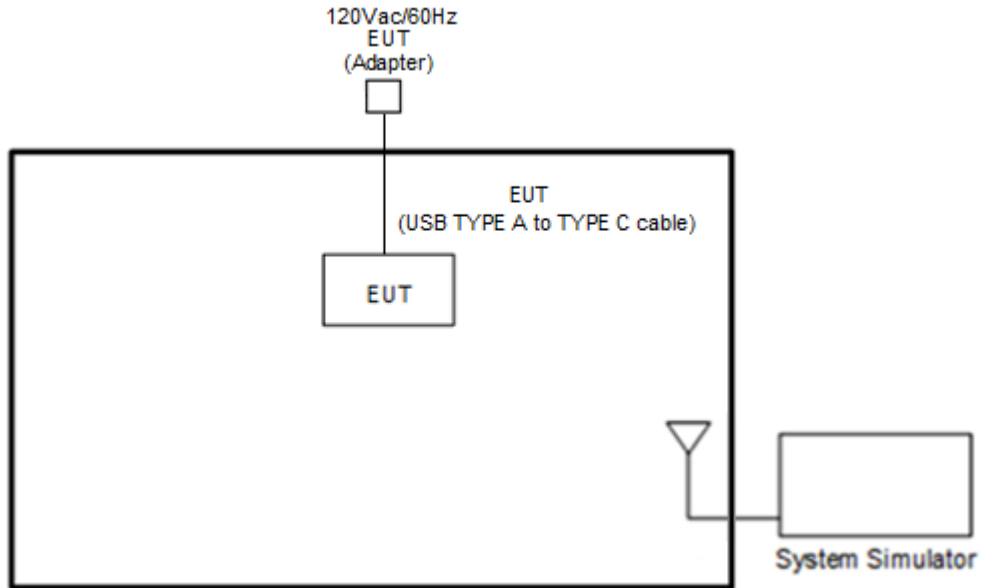 120Vac/60Hz
EUT
(Adapter)
EUT
(USB TYPE A to TYPE C cable)
EUT
System Simulator